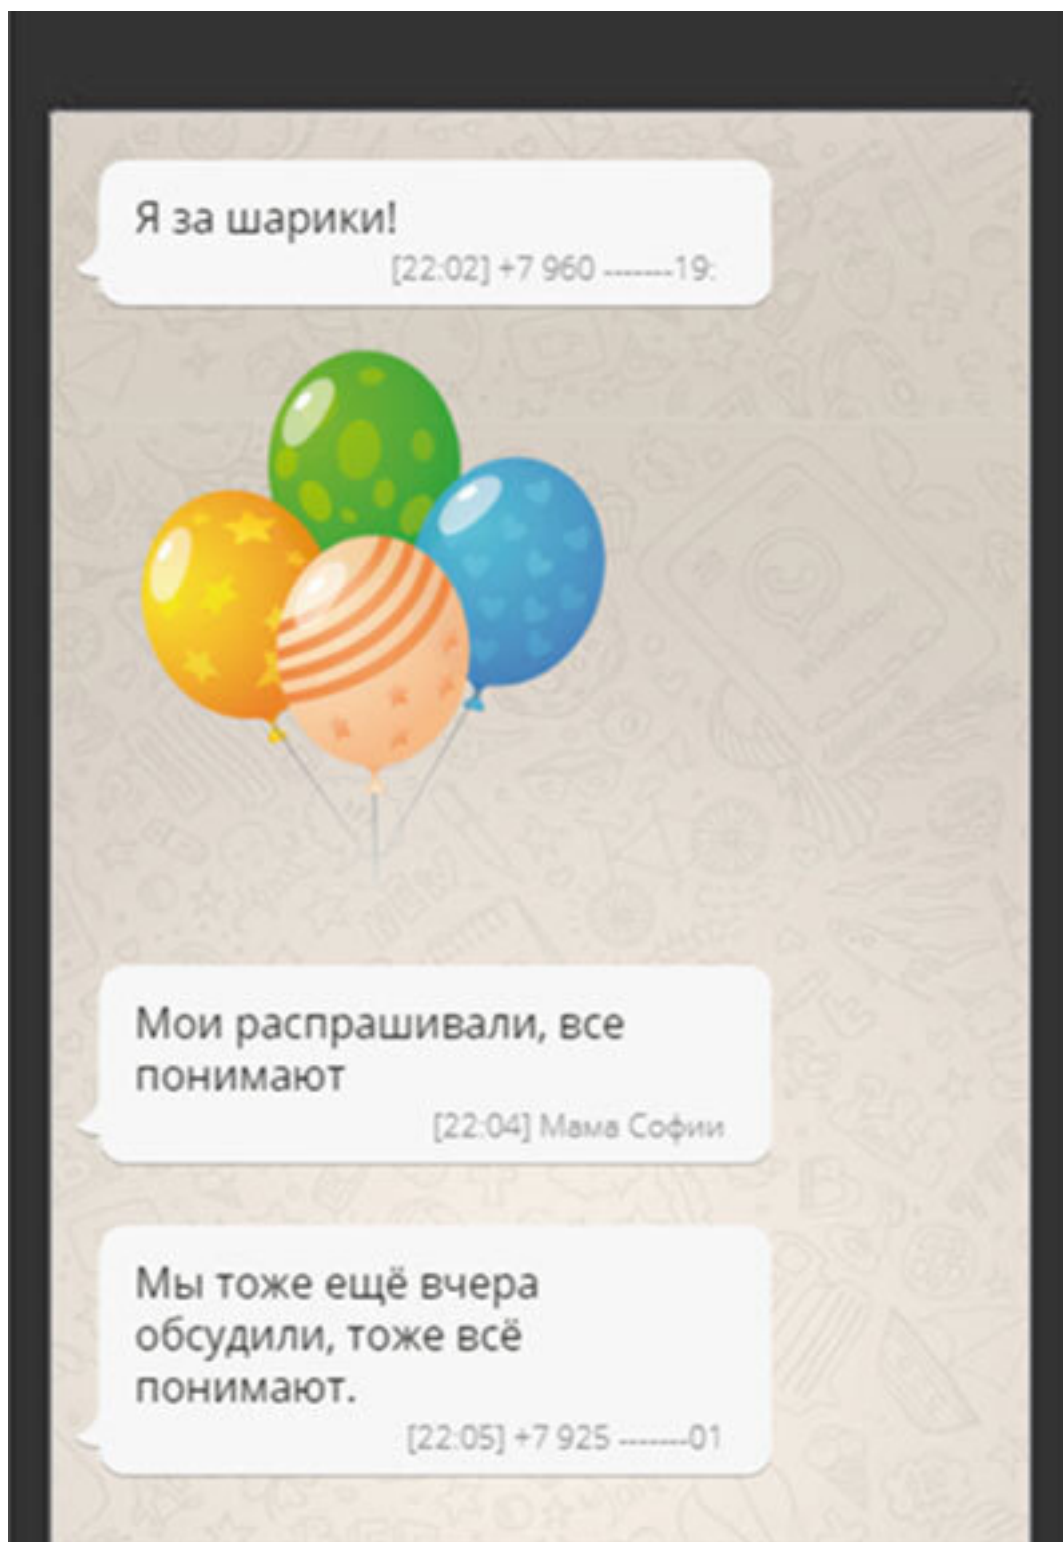 Я за шарики!
[22:02] +7 960 -------19:
Мои распрашивали, все
понимают
[22:04] Мама Софии
Мы тоже ещё вчера
обсудили, тоже всё
понимают.
[22:05] +7 925 -------01